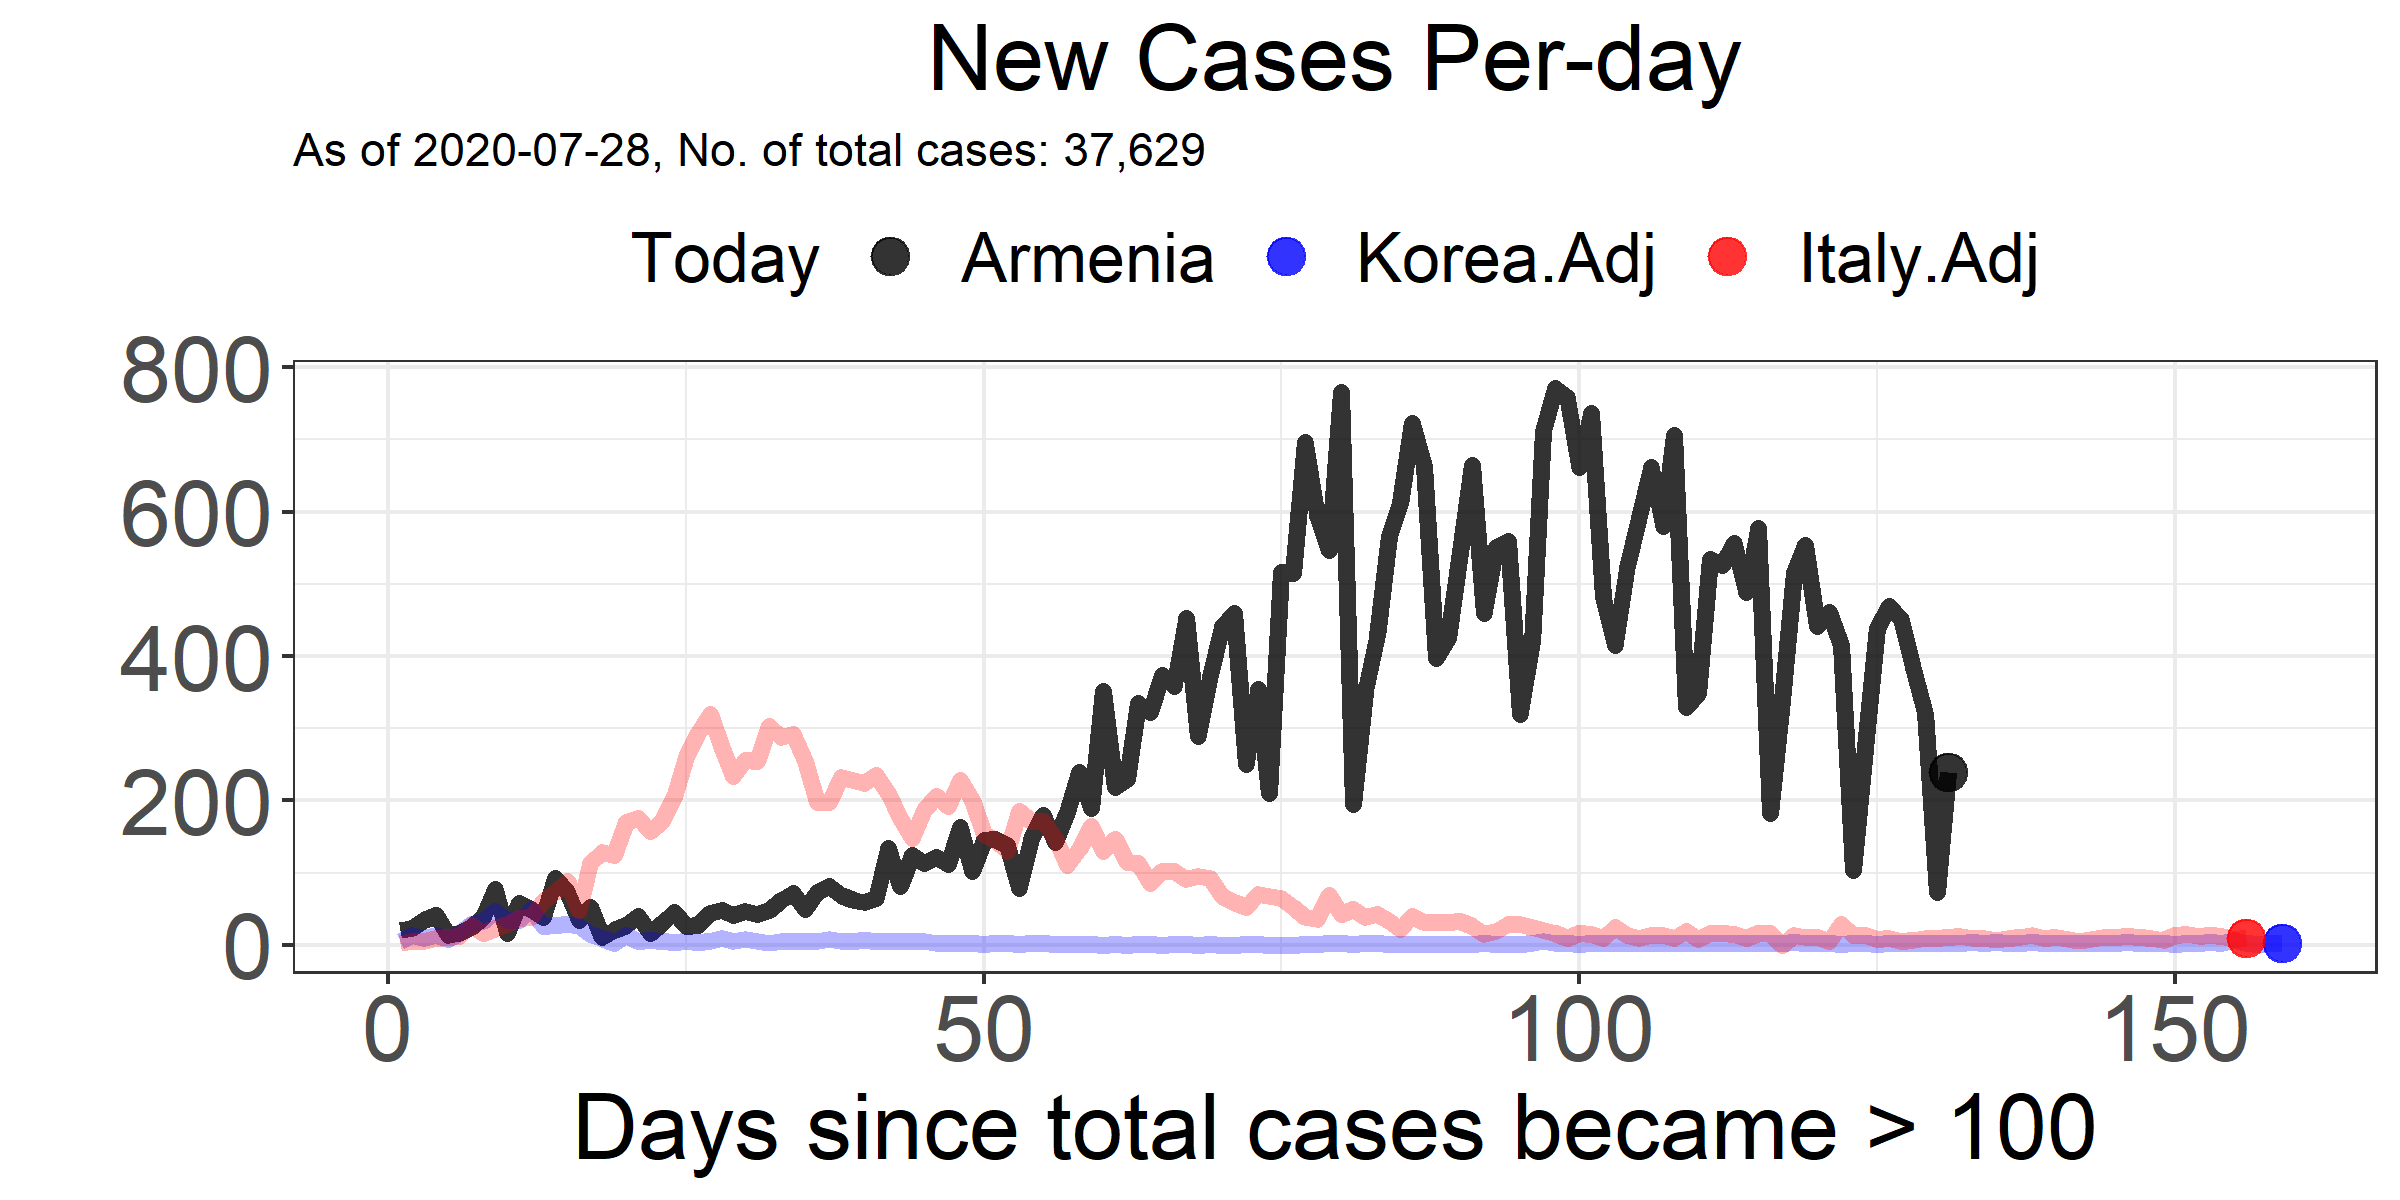 New Cases Per-day
As of 2020-07-28, No. of total cases: 37,629
Today Armenia Korea.Adj Italy.Adj
800
600
400
200
0
0 50 100 150
Days since total cases became > 100